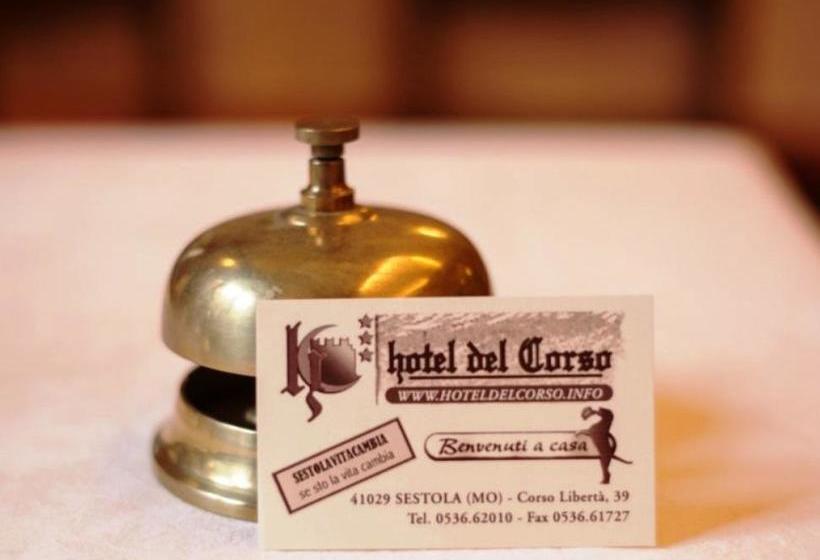 hotel del Corso
WWW.HOTELDELCORSO.INFO
Benvenuti a casa
SESTOLAVITACAMBIA
se sto la vita cambia
41029 SESTOLA (MO) - Corso Libertà, 39
Tel. 0536.62010 - Fax 0536.61727